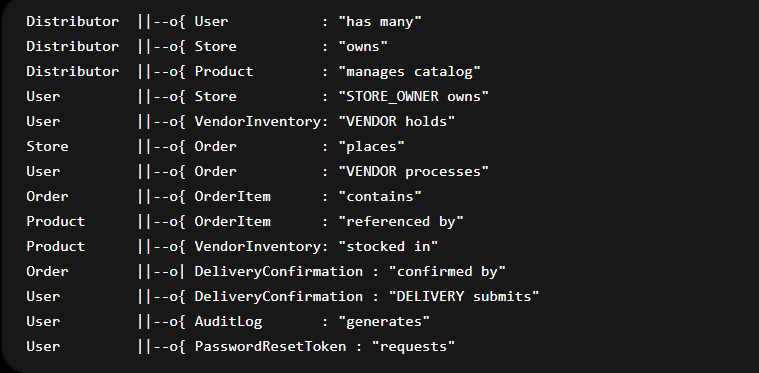 Distributor  ||--o{ User           : "has many"
Distributor  ||--o{ Store          : "owns"
Distributor  ||--o{ Product        : "manages catalog"
User         ||--o{ Store          : "STORE_OWNER owns"
User         ||--o{ VendorInventory: "VENDOR holds"
Store        ||--o{ Order          : "places"
User         ||--o{ Order          : "VENDOR processes"
Order        ||--o{ OrderItem      : "contains"
Product      ||--o{ OrderItem      : "referenced by"
Product      ||--o{ VendorInventory: "stocked in"
Order        ||--o| DeliveryConfirmation : "confirmed by"
User         ||--o{ DeliveryConfirmation : "DELIVERY submits"
User         ||--o{ AuditLog       : "generates"
User         ||--o{ PasswordResetToken : "requests"